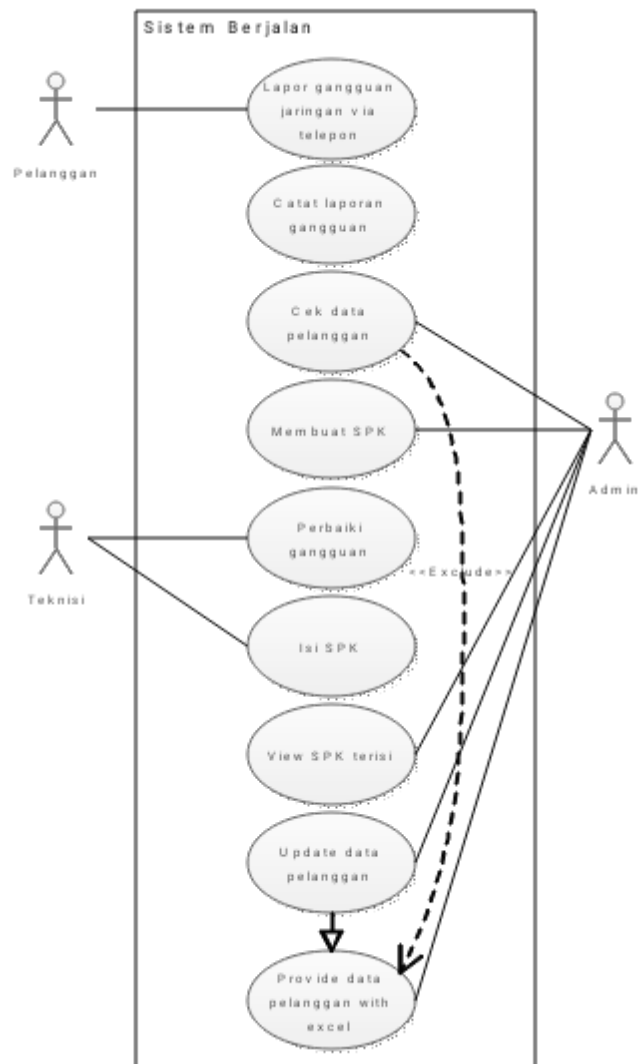 Sistem Berjalan
Lapor gangguan
jaringan via
telepon
Pelanggan
Catat laporan
gangguan
Cek data
pelanggan
Membuat SPK
Admin
Perbaiki
gangguan
<<Exclude>>
Teknisi
Isi SPK
View SPK terisi
Update data
pelanggan
Provide data
pelanggan with
excel